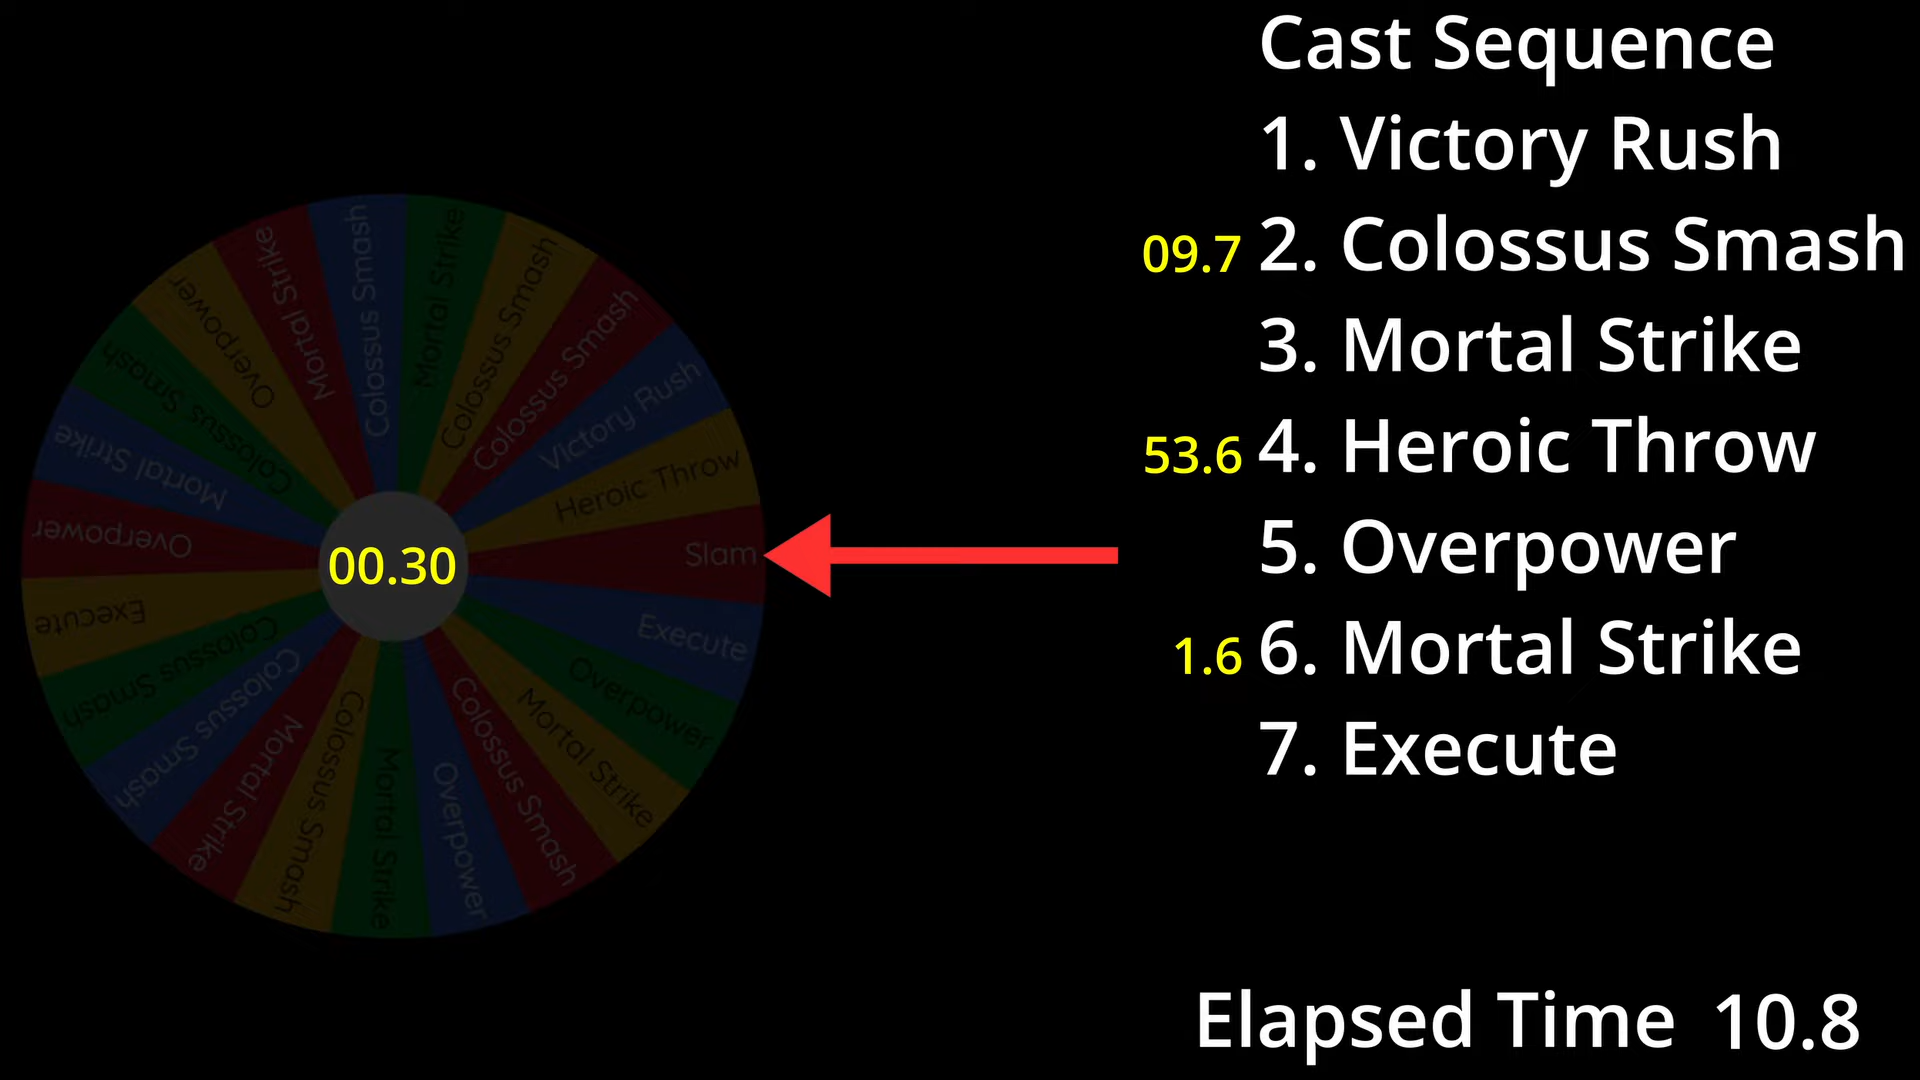 Cast Sequence
1. Victory Rush
09.7 2. Colossus Smash
3. Mortal Strike
53.6 4. Heroic Throw
5. Overpower
1.6 6. Mortal Strike
7. Execute
Elapsed Time 10.8
00.30
Slam
Execute
Overpower
Mortal Strike
Colossus Smash
Overpower
Mortal Strike
Colossus Smash
Mortal Strike
Colossus Smash
Colossus Smash
Execute
Overpower
Mortal Strike
Colossus Smash
Overpower
Mortal Strike
Colossus Smash
Mortal Strike
Colossus Smash
Colossus Smash
Victory Rush
Heroic Throw